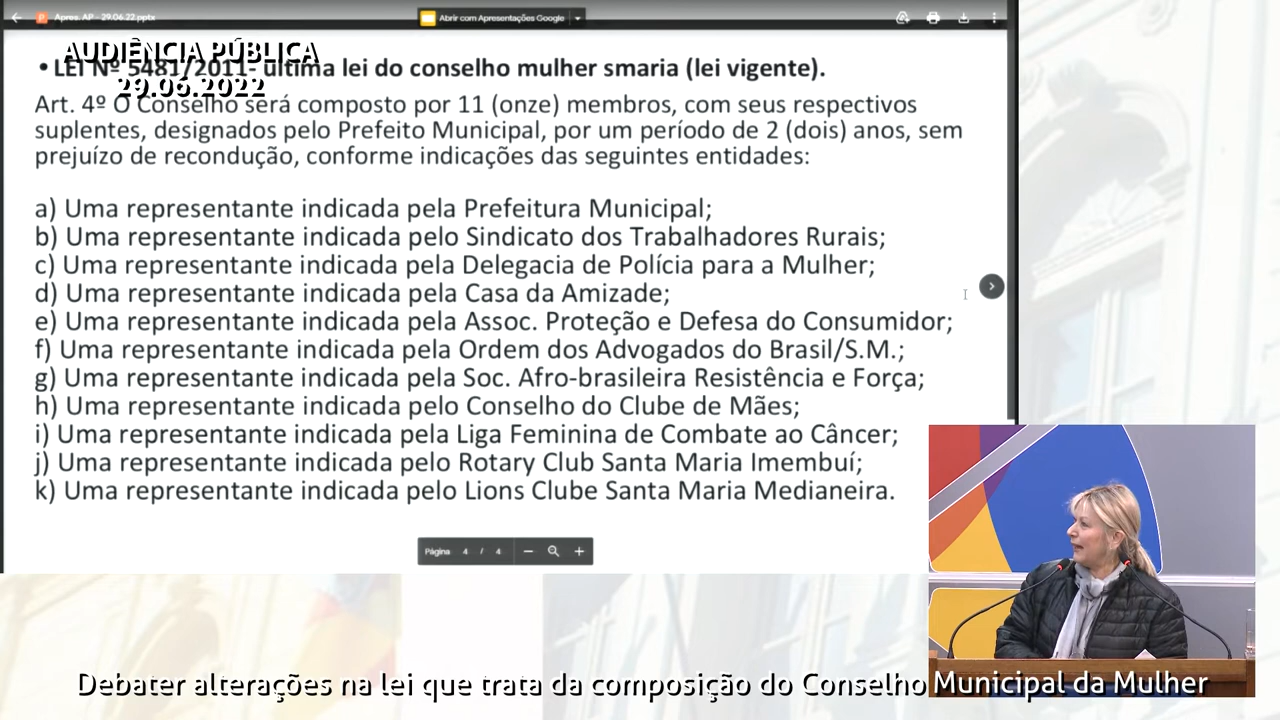 Apres. AP - 29.06.22.pptx
Abrir com Apresentações Google
AUDIÊNCIA PÚBLICA
29.06.2022
• LEI Nº 5481/2011- última lei do conselho mulher smaria (lei vigente).
Art. 4º O Conselho será composto por 11 (onze) membros, com seus respectivos
suplentes, designados pelo Prefeito Municipal, por um período de 2 (dois) anos, sem
prejuízo de recondução, conforme indicações das seguintes entidades:
a) Uma representante indicada pela Prefeitura Municipal;
b) Uma representante indicada pelo Sindicato dos Trabalhadores Rurais;
c) Uma representante indicada pela Delegacia de Polícia para a Mulher;
d) Uma representante indicada pela Casa da Amizade;
e) Uma representante indicada pela Assoc. Proteção e Defesa do Consumidor;
f) Uma representante indicada pela Ordem dos Advogados do Brasil/S.M.;
g) Uma representante indicada pela Soc. Afro-brasileira Resistência e Força;
h) Uma representante indicada pelo Conselho do Clube de Mães;
i) Uma representante indicada pela Liga Feminina de Combate ao Câncer;
j) Uma representante indicada pelo Rotary Club Santa Maria Imembuí;
k) Uma representante indicada pelo Lions Clube Santa Maria Medianeira.
Página 4 / 4
Debater alterações na lei que trata da composição do Conselho Municipal da Mulher